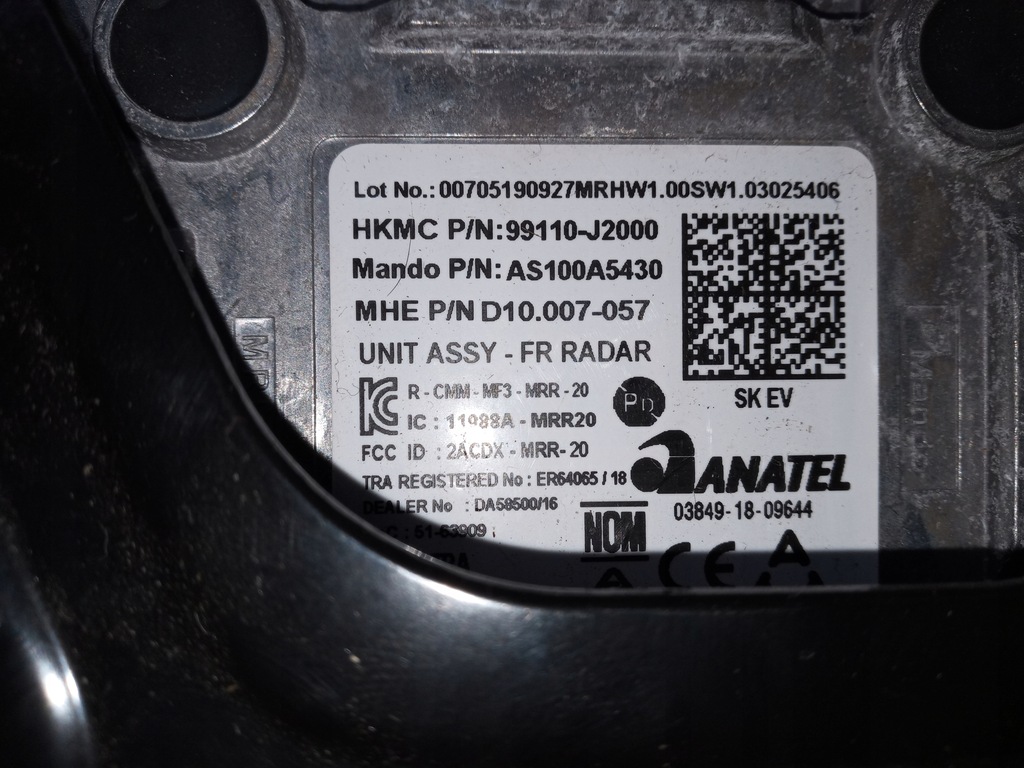 Lot No.: 00705190927MRHW1.00SW1.03025406
HKMC P/N:99110-J2000
Mando P/N: AS100A5430
MHE P/N D10.007-057
UNIT ASSY - FR RADAR
SK EV
R - CMM - MF3 - MRR - 20
IC : 11988A - MRR20
PD
FCC ID : 2ACDX - MRR- 20
TRA REGISTERED No : ER64065 / 18
ANATEL
DEALER No : DA58500/16
03849- 18 - 09644
NOM
CE